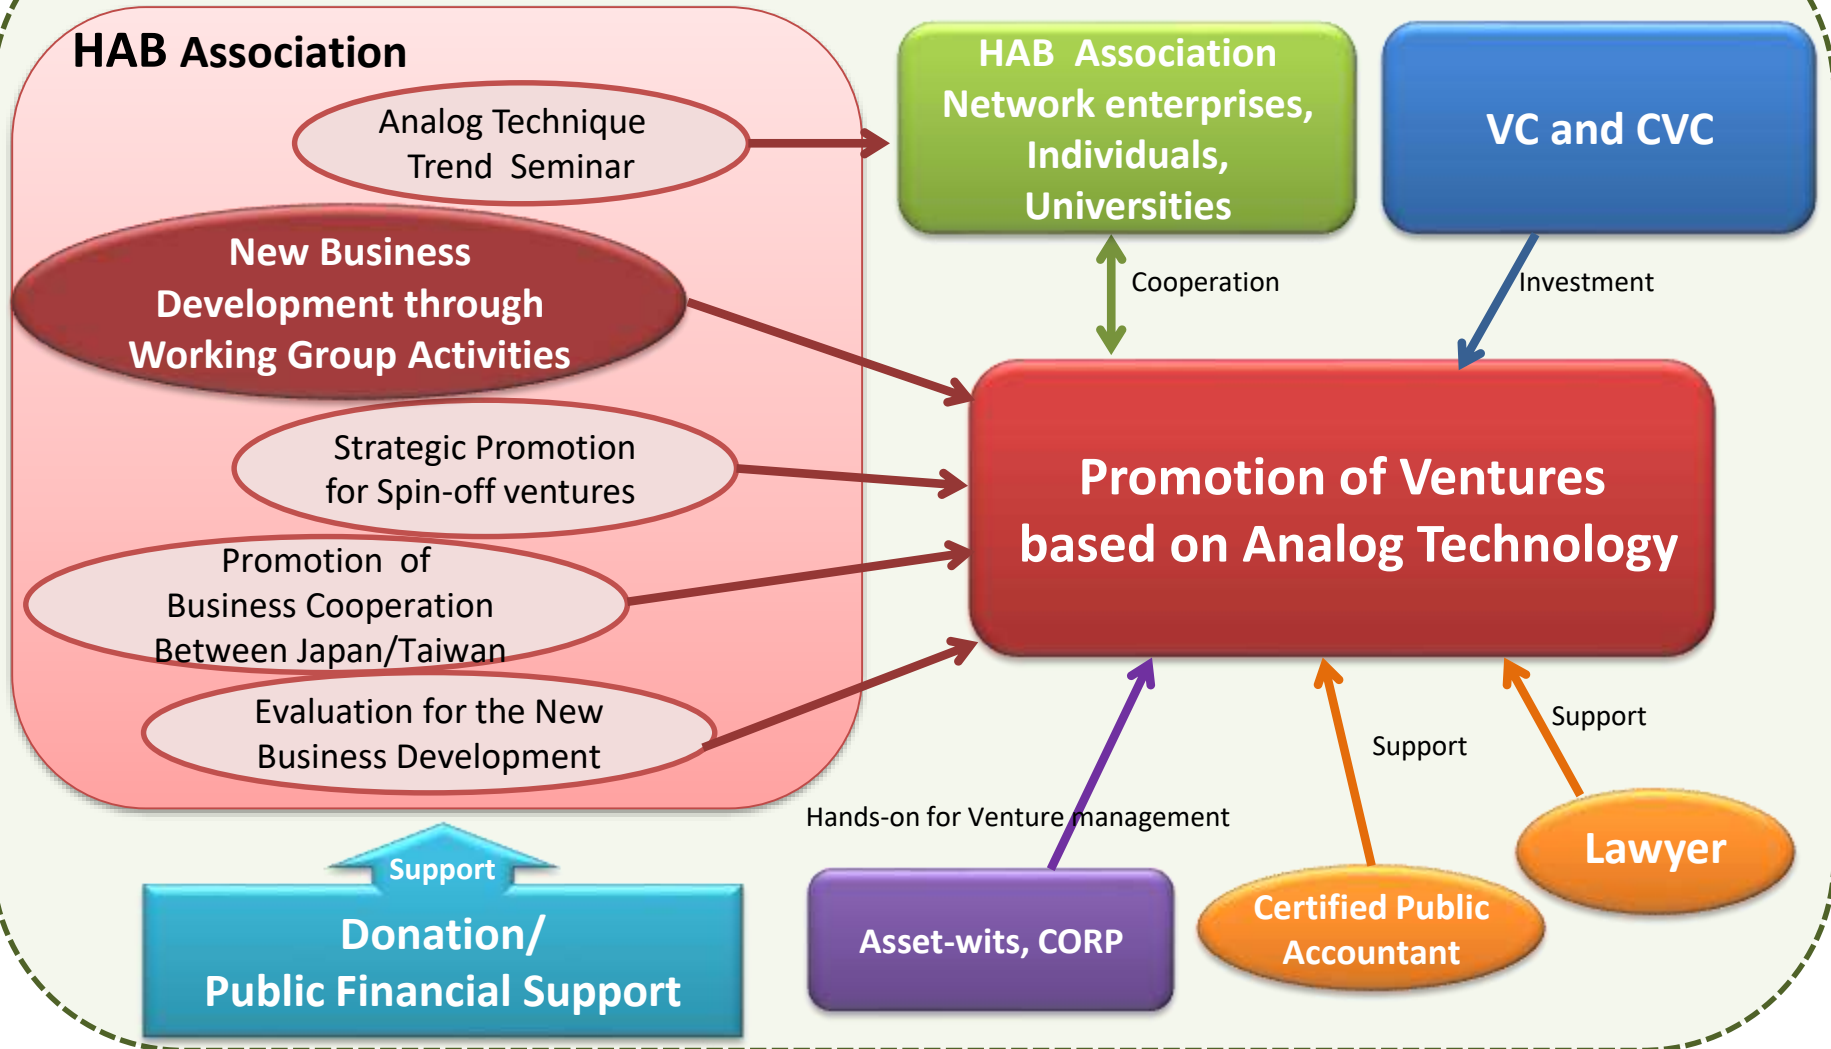 HAB Association
Analog Technique
Trend Seminar
New Business
Development through
Working Group Activities
Strategic Promotion
for Spin-off ventures
Promotion of
Business Cooperation
Between Japan/Taiwan
Evaluation for the New
Business Development
Support
Donation/
Public Financial Support
HAB Association
Network enterprises,
Individuals,
Universities
VC and CVC
Cooperation
Investment
Promotion of Ventures
based on Analog Technology
Support
Support
Hands-on for Venture management
Asset-wits, CORP
Certified Public
Accountant
Lawyer